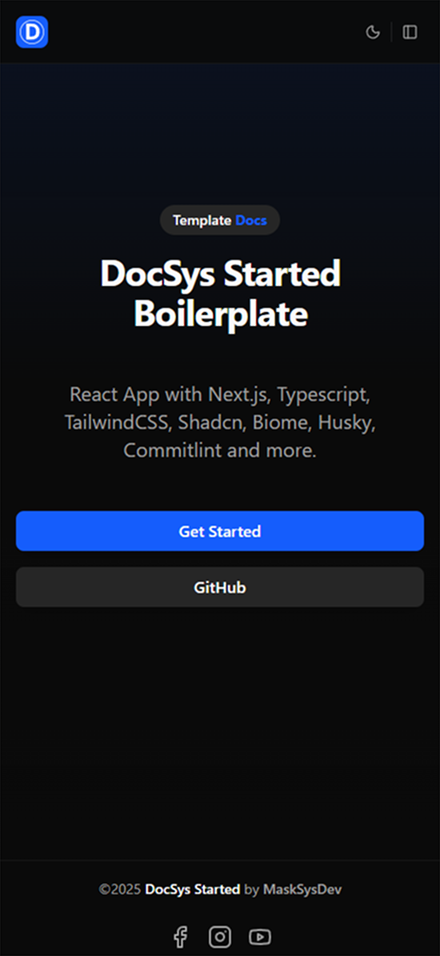 D
Template Docs
DocSys Started
Boilerplate
React App with Next.js, Typescript,
TailwindCSS, Shadcn, Biome, Husky,
Commitlint and more.
Get Started
GitHub
©2025 DocSys Started by MaskSysDev